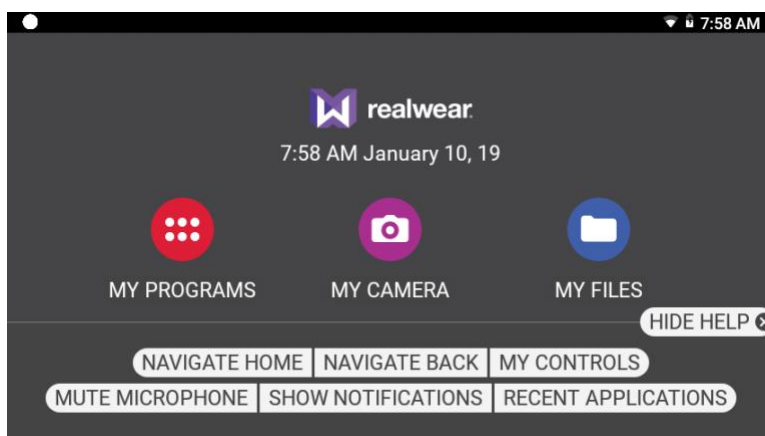 7:58 AM
realwear
7:58 AM January 10, 19
MY PROGRAMS MY CAMERA MY FILES
HIDE HELP
NAVIGATE HOME NAVIGATE BACK MY CONTROLS
MUTE MICROPHONE SHOW NOTIFICATIONS RECENT APPLICATIONS